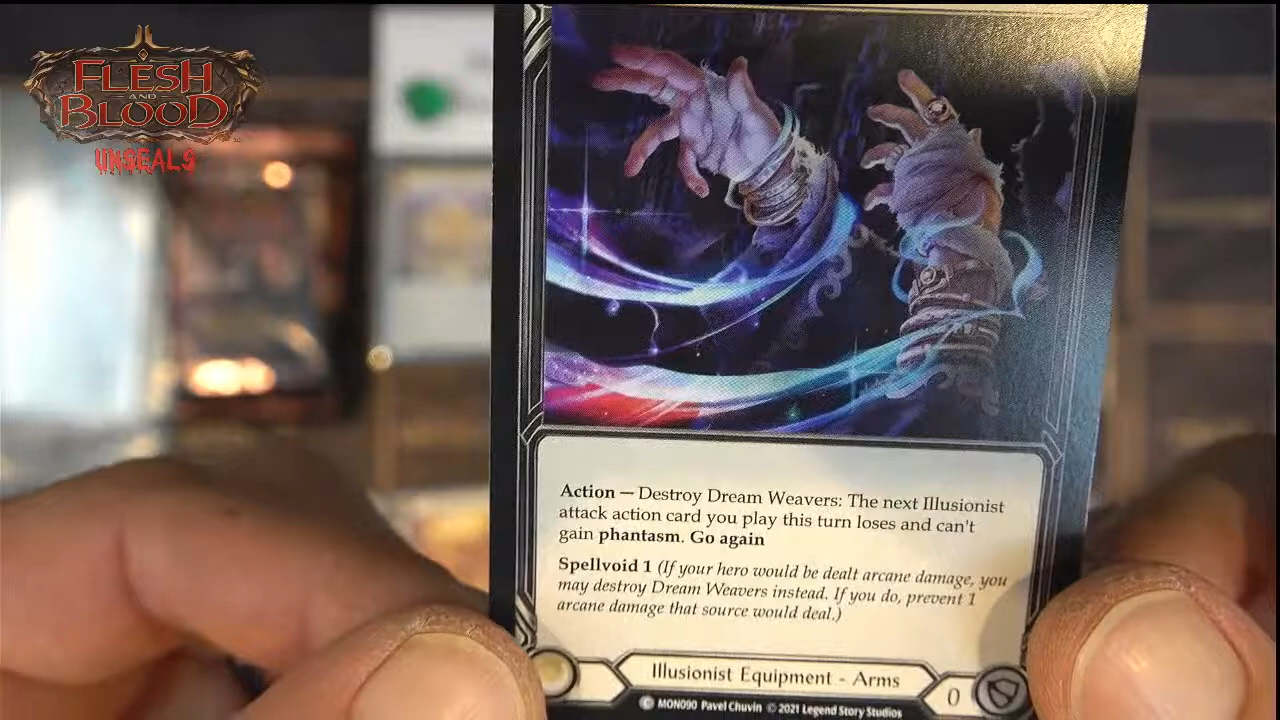 FLESH
AND
BLOOD
UNSEALS
Action — Destroy Dream Weavers: The next Illusionist
attack action card you play this turn loses and can't
gain phantasm. Go again
Spellvoid 1 (If your hero would be dealt arcane damage, you
may destroy Dream Weavers instead. If you do, prevent 1
arcane damage that source would deal.)
Illusionist Equipment - Arms
0
C MON090 Pavel Chuvin © 2021 Legend Story Studios